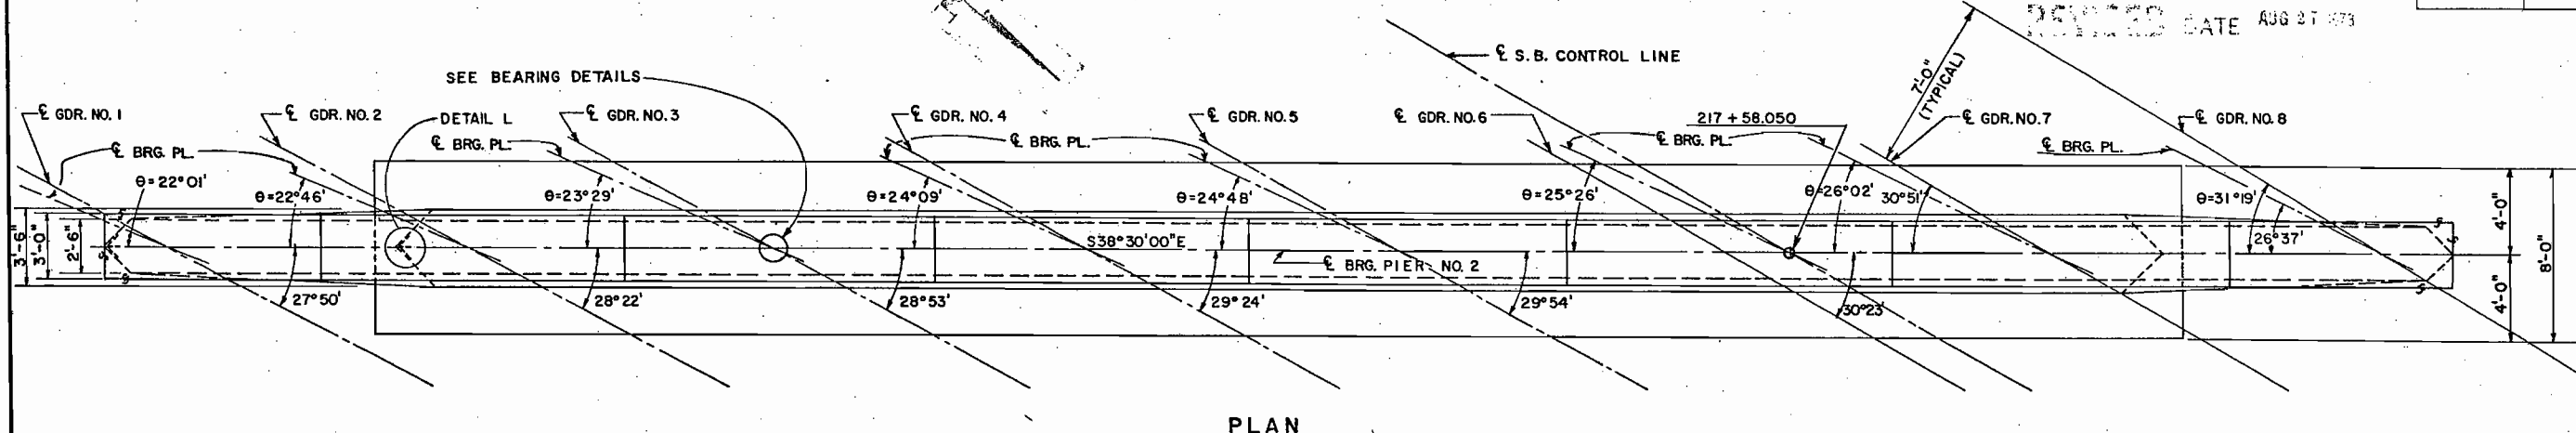 REVISED DATE AUG 27 1973
℄ S.B. CONTROL LINE
SEE BEARING DETAILS
7'-0"
(TYPICAL)
℄ GDR. NO. 1
℄ GDR. NO. 2
DETAIL L
℄ GDR. NO. 3
℄ GDR. NO. 4
℄ GDR. NO. 5
℄ GDR. NO. 6
217 + 58.050
℄ GDR. NO. 7
℄ GDR. NO. 8
℄ BRG. PL.
℄ BRG. PL.
℄ BRG. PL.
℄ BRG. PL.
℄ BRG. PL.
θ=22°01'
θ=22°46'
θ=23°29'
θ=24°09'
θ=24°48'
θ=25°26'
θ=26°02'
30°51'
θ=31°19'
26°37'
3'-6"
3'-0"
2'-6"
S38°30'00"E
℄ BRG. PIER NO. 2
4'-0"
4'-0"
8'-0"
27°50'
28°22'
28°53'
29°24'
29°54'
30°23'
PLAN